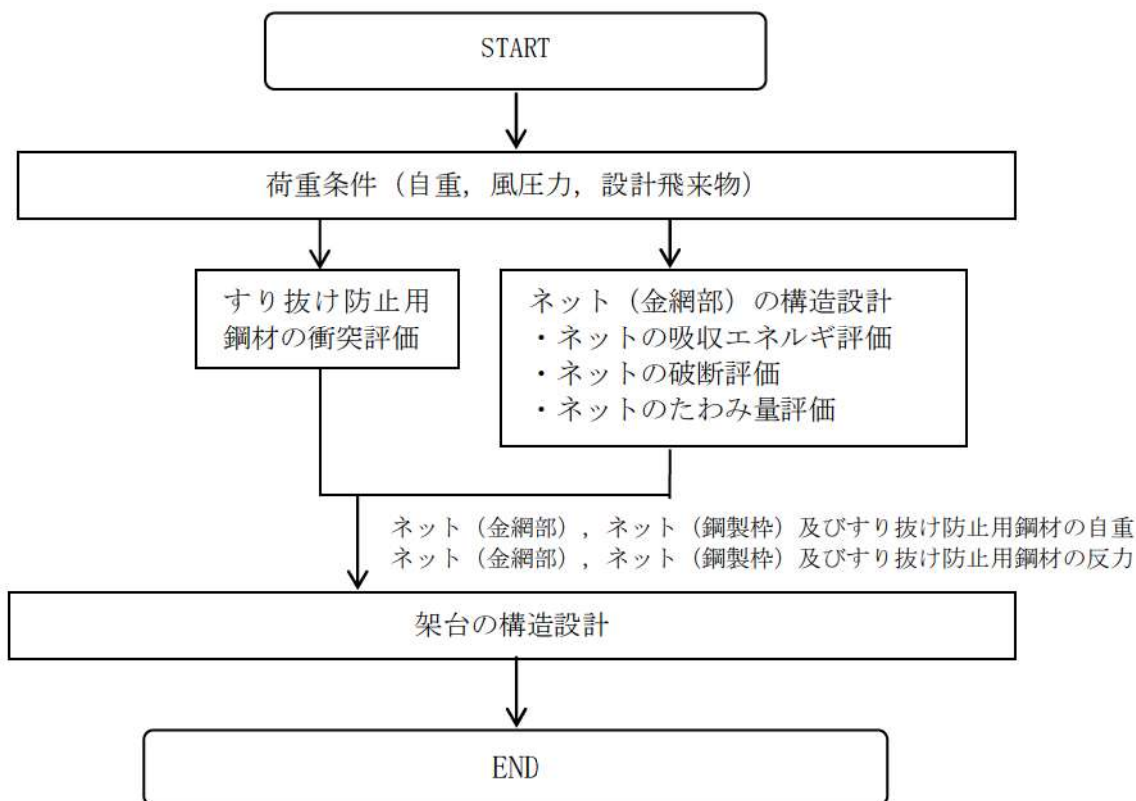 START
荷重条件（自重，風圧力，設計飛来物）
すり抜け防止用
鋼材の衝突評価
ネット（金網部）の構造設計
・ネットの吸収エネルギ評価
・ネットの破断評価
・ネットのたわみ量評価
ネット（金網部），ネット（鋼製枠）及びすり抜け防止用鋼材の自重
ネット（金網部），ネット（鋼製枠）及びすり抜け防止用鋼材の反力
架台の構造設計
END